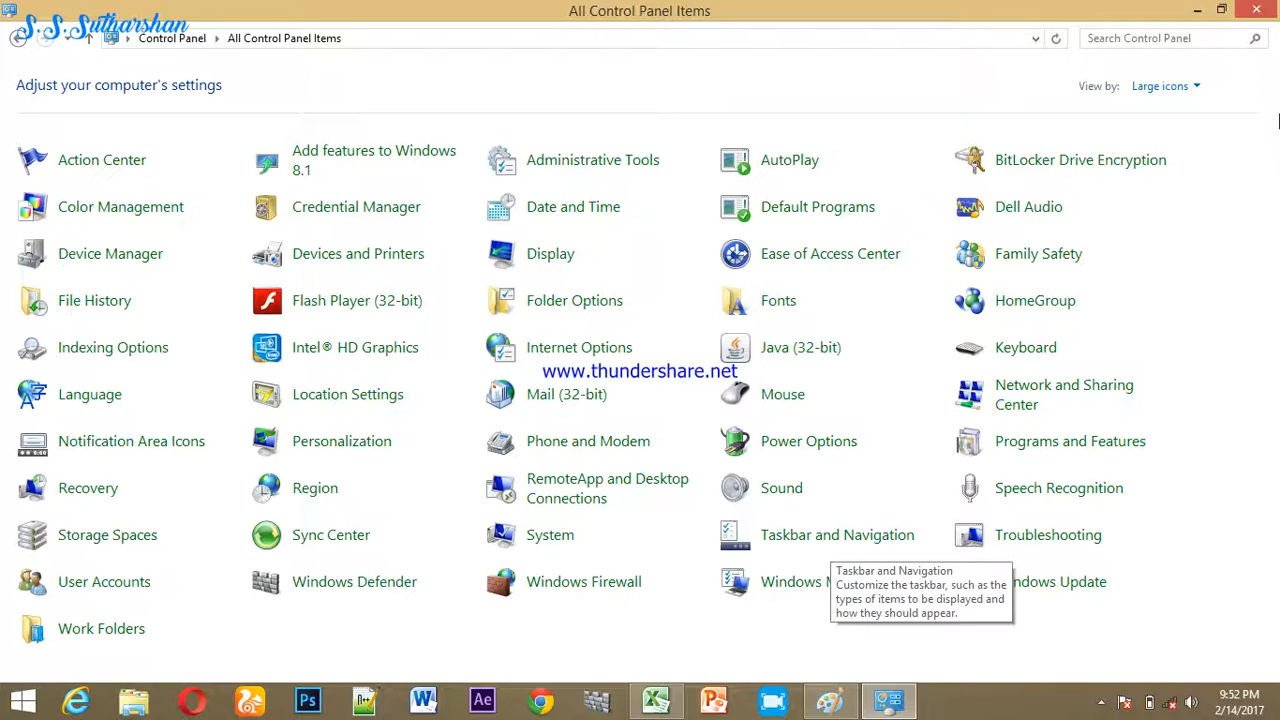 All Control Panel Items
S.S.Sutharshan
Control Panel
All Control Panel Items
Search Control Panel
Adjust your computer's settings
View by: Large icons
Action Center
Add features to Windows
8.1
Administrative Tools
AutoPlay
BitLocker Drive Encryption
Color Management
Credential Manager
Date and Time
Default Programs
Dell Audio
Device Manager
Devices and Printers
Display
Ease of Access Center
Family Safety
File History
Flash Player (32-bit)
Folder Options
Fonts
HomeGroup
Indexing Options
Intel® HD Graphics
Internet Options
Java (32-bit)
Keyboard
www.thundershare.net
Language
Location Settings
Mail (32-bit)
Mouse
Network and Sharing
Center
Notification Area Icons
Personalization
Phone and Modem
Power Options
Programs and Features
Recovery
Region
RemoteApp and Desktop
Connections
Sound
Speech Recognition
Storage Spaces
Sync Center
System
Taskbar and Navigation
Troubleshooting
User Accounts
Windows Defender
Windows Firewall
Windows
Update
Taskbar and Navigation
Customize the taskbar, such as the
types of items to be displayed and
how they should appear.
Work Folders
Ps
Ae
9:52 PM
2/14/2017